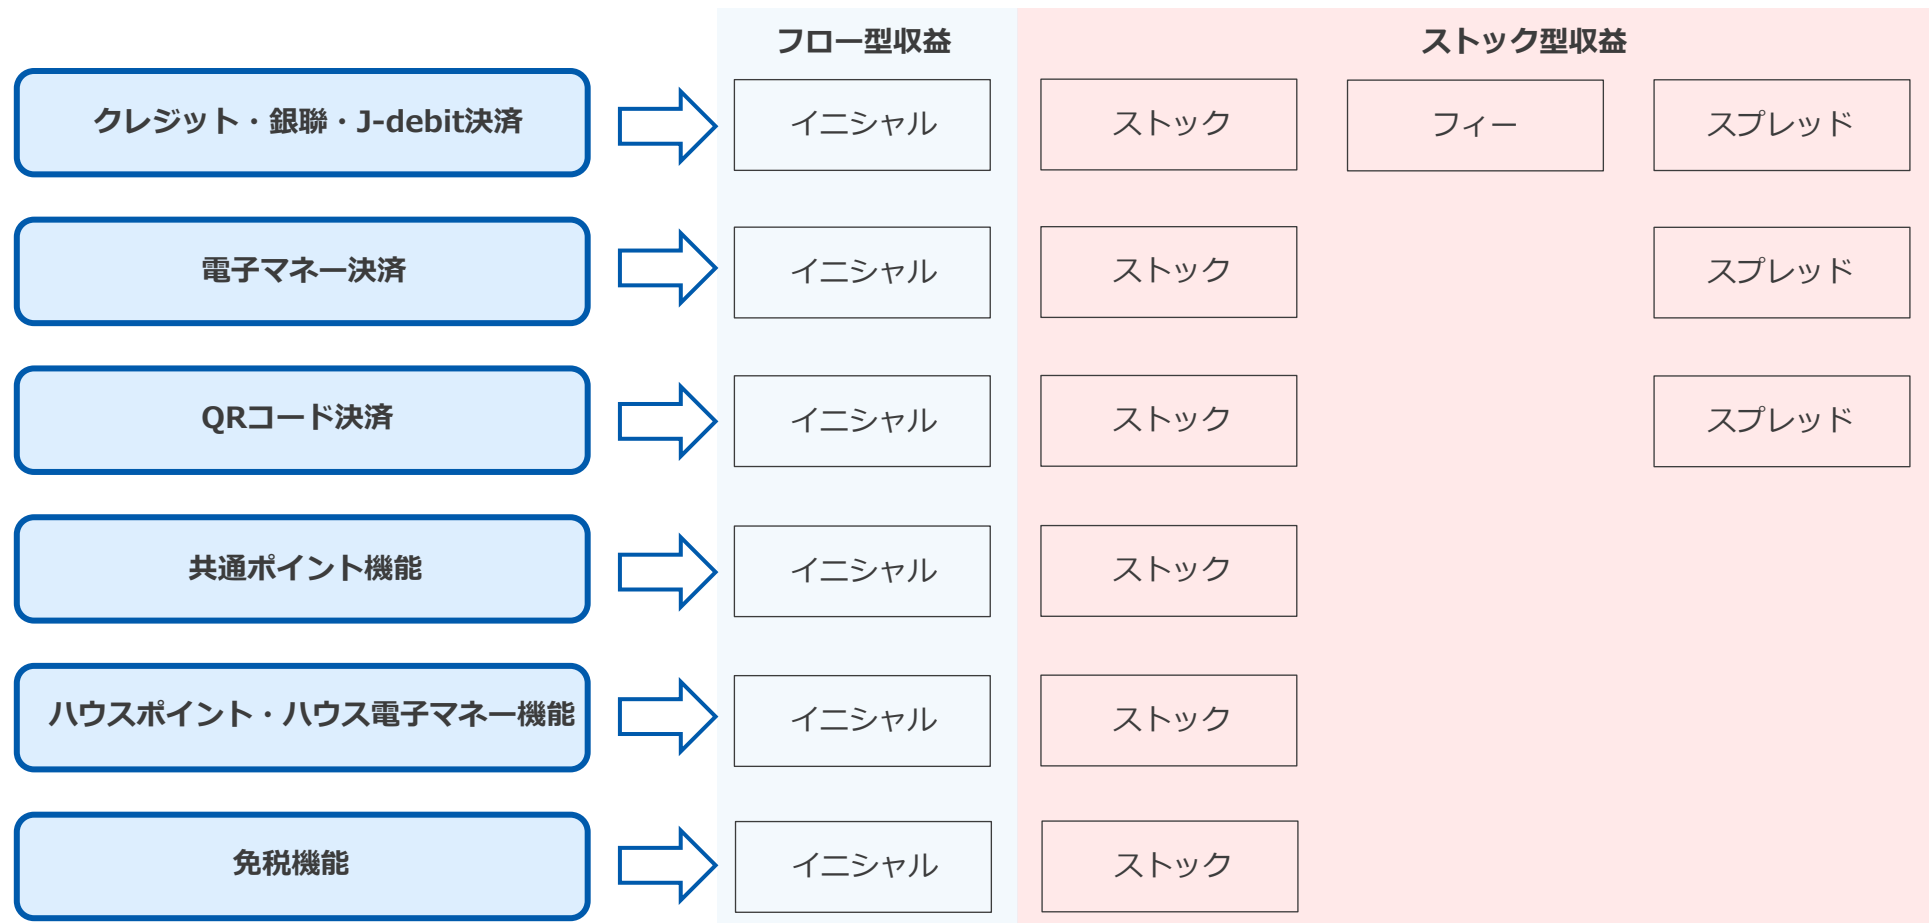 フロー型収益
ストック型収益
クレジット・銀聯・J-debit決済
イニシャル
ストック
フィー
スプレッド
電子マネー決済
イニシャル
ストック
スプレッド
QRコード決済
イニシャル
ストック
スプレッド
共通ポイント機能
イニシャル
ストック
ハウスポイント・ハウス電子マネー機能
イニシャル
ストック
免税機能
イニシャル
ストック